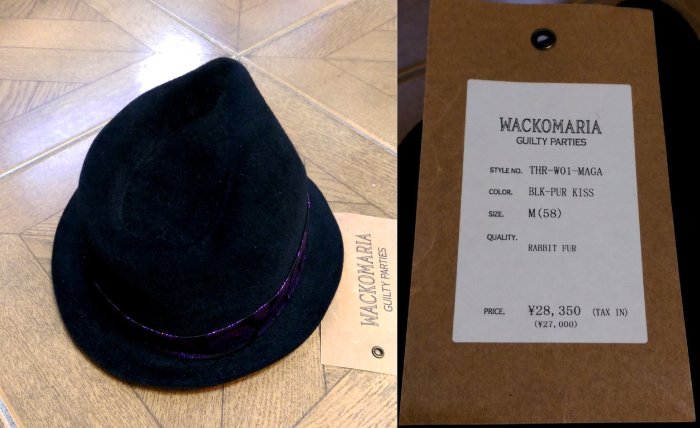 WACKOMARIA
GUILTY PARTIES
WACKOMARIA
GUILTY PARTIES
STYLE NO. THR-W01-MAGA
COLOR. BLK-PUR KISS
SIZE. M(58)
QUALITY.
RABBIT FUR
PRICE. ¥28,350 (TAX IN)
(¥27,000)